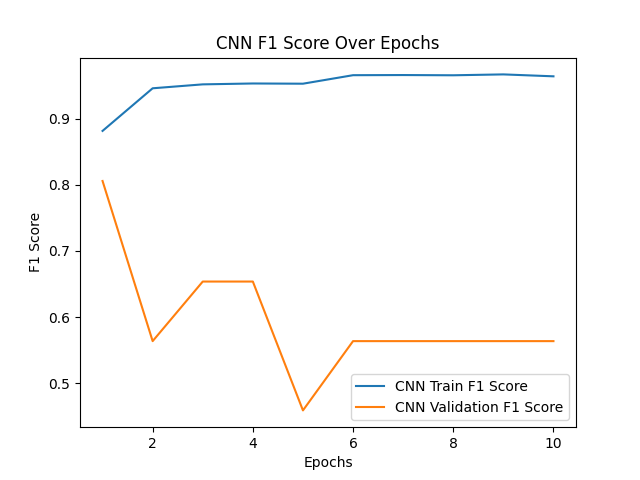 CNN F1 Score Over Epochs
F1 Score
0.9
0.8
0.7
0.6
0.5
CNN Train F1 Score
CNN Validation F1 Score
2
4
6
8
10
Epochs